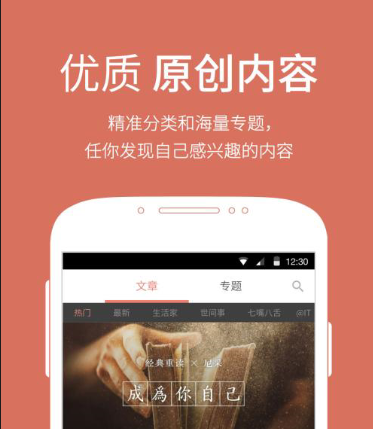 优质 原创内容
精准分类和海量专题，
任你发现自己感兴趣的内容
12:30
文章 专题
热门 最新 生活家 世间事 七嘴八舌 @IT
经典重读 × 尼采
成為你自己